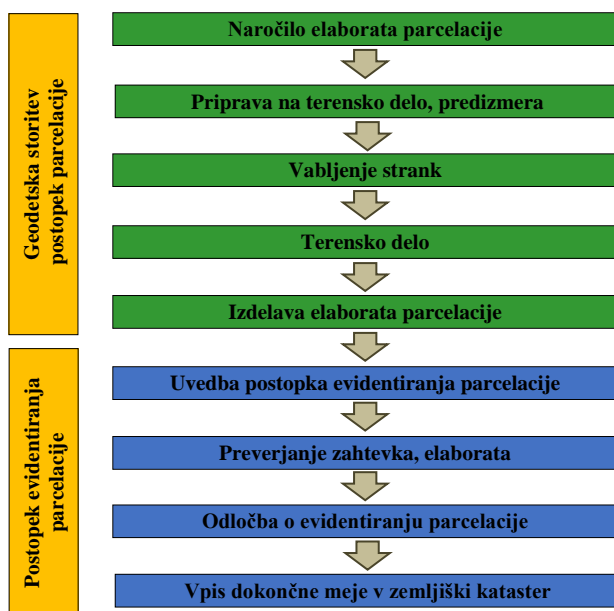 Geodetska storitev
postopek parcelacije
Naročilo elaborata parcelacije
Priprava na terensko delo, predizmera
Vabljenje strank
Terensko delo
Izdelava elaborata parcelacije
Postopek evidentiranja
parcelacije
Uvedba postopka evidentiranja parcelacije
Preverjanje zahtevka, elaborata
Odločba o evidentiranju parcelacije
Vpis dokončne meje v zemljiški kataster